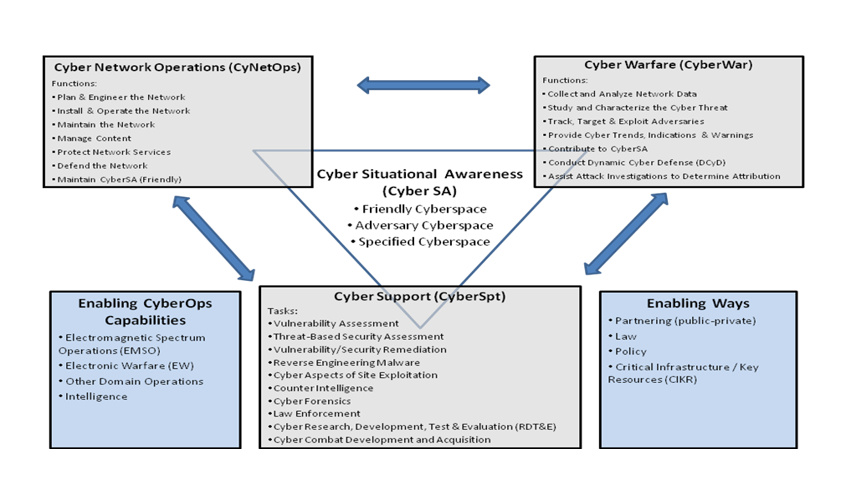 Cyber Network Operations (CyNetOps)
Functions:
• Plan & Engineer the Network
• Install & Operate the Network
• Maintain the Network
• Manage Content
• Protect Network Services
• Defend the Network
• Maintain CyberSA (Friendly)
Cyber Warfare (CyberWar)
Functions:
• Collect and Analyze Network Data
• Study and Characterize the Cyber Threat
• Track, Target & Exploit Adversaries
• Provide Cyber Trends, Indications & Warnings
• Contribute to CyberSA
• Conduct Dynamic Cyber Defense (DCyD)
• Assist Attack Investigations to Determine Attribution
Cyber Situational Awareness
(Cyber SA)
• Friendly Cyberspace
• Adversary Cyberspace
• Specified Cyberspace
Enabling CyberOps
Capabilities
• Electromagnetic Spectrum
Operations (EMSO)
• Electronic Warfare (EW)
• Other Domain Operations
• Intelligence
Cyber Support (CyberSpt)
Tasks:
• Vulnerability Assessment
• Threat-Based Security Assessment
• Vulnerability/Security Remediation
• Reverse Engineering Malware
• Cyber Aspects of Site Exploitation
• Counter Intelligence
• Cyber Forensics
• Law Enforcement
• Cyber Research, Development, Test & Evaluation (RDT&E)
• Cyber Combat Development and Acquisition
Enabling Ways
• Partnering (public-private)
• Law
• Policy
• Critical Infrastructure / Key
Resources (CIKR)